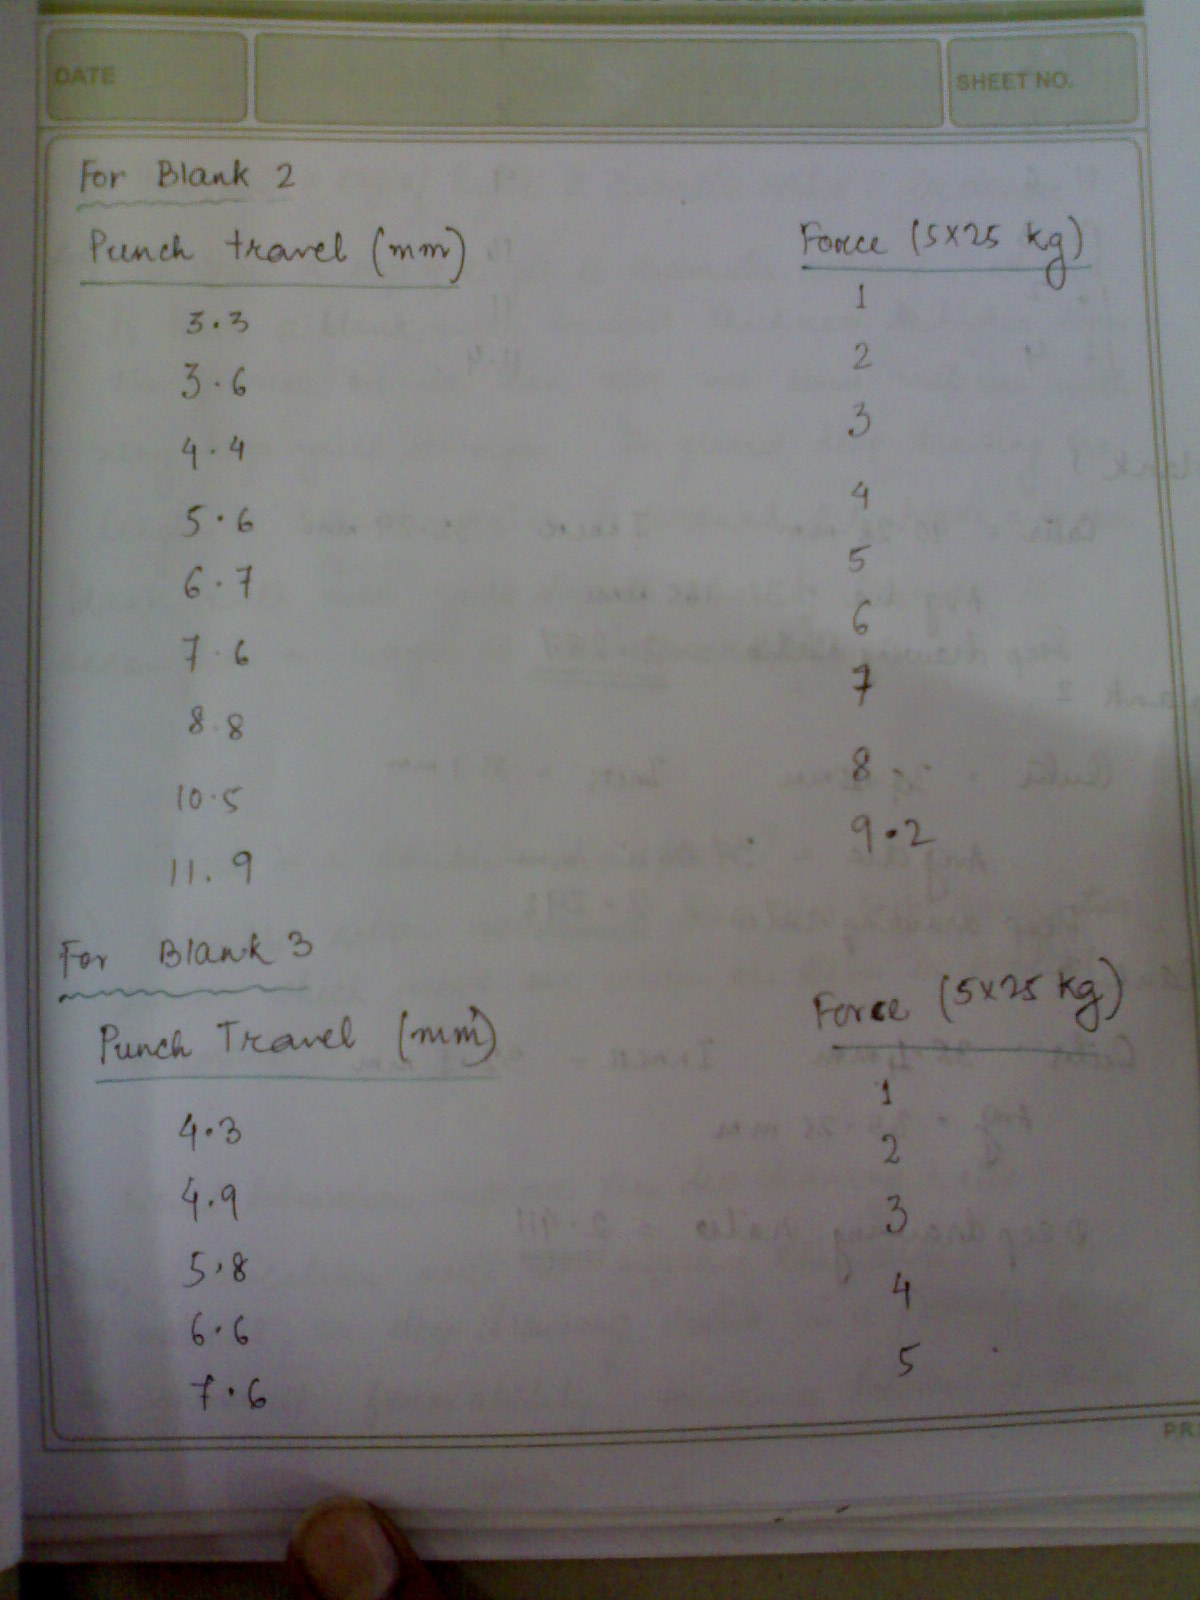 DATE SHEET NO.
For Blank 2
Punch travel (mm) Force (5x25 kg)
3.3 1
3.6 2
4.4 3
5.6 4
6.7 5
7.6 6
8.8 7
10.5 8
11.9 9.2
For Blank 3
Punch Travel (mm) Force (5x25 kg)
4.3 1
4.9 2
5.8 3
6.6 4
7.6 5